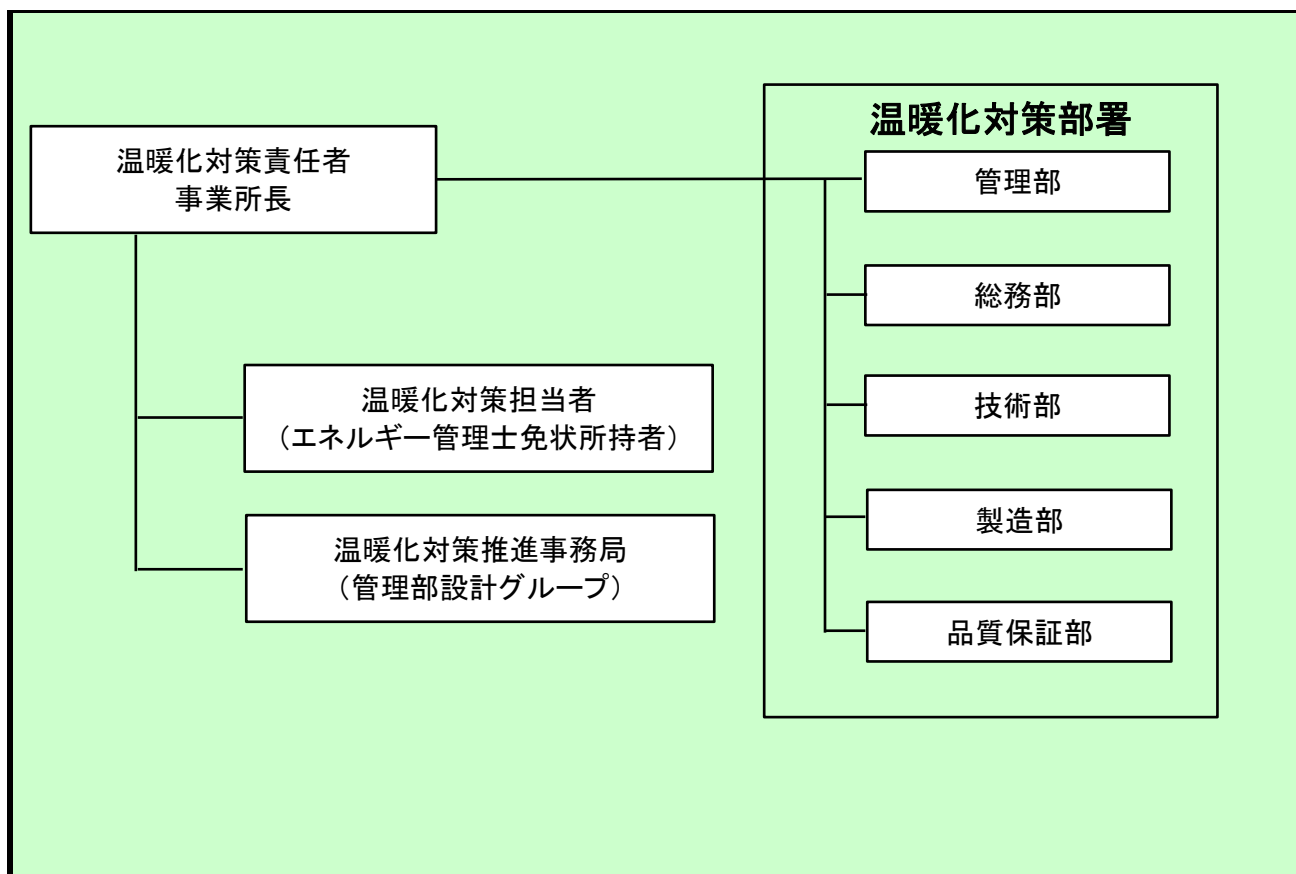 温暖化対策責任者
事業所長
温暖化対策担当者
（エネルギー管理士免状所持者）
温暖化対策推進事務局
（管理部設計グループ）
温暖化対策部署
管理部
総務部
技術部
製造部
品質保証部